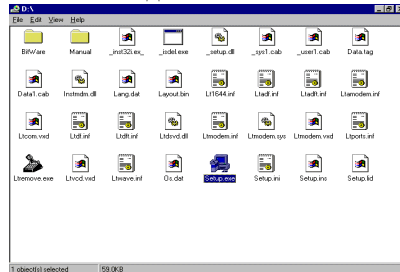 D:\
File Edit View Help
BitWare Manual _inst32i.ex_ _isdel.exe _setup.dll _sys1.cab _user1.cab Data.tag
Data1.cab Instmdm.dll Lang.dat Layout.bin Lt1644.inf Ltadf.inf Ltadft.inf Ltamodem.inf
Ltcom.vxd Ltdf.inf Ltdft.inf Ltdsvd.dll Ltmodem.inf Ltmodem.sys Ltmodem.vxd Ltports.inf
Ltremove.exe Ltvcd.vxd Ltwave.inf Os.dat Setup.exe Setup.ini Setup.ins Setup.lid
1 object(s) selected 59.0KB